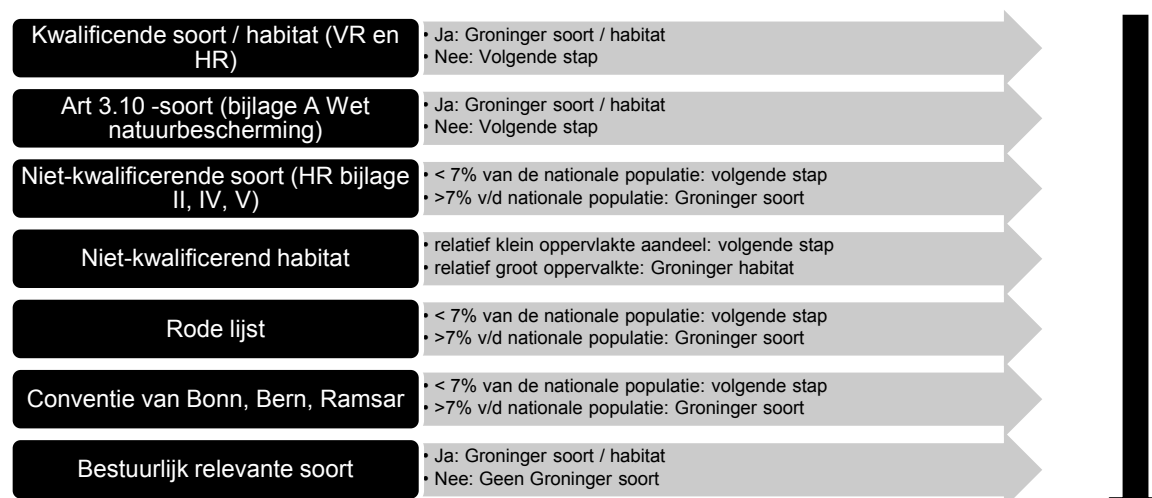 Kwalificende soort / habitat (VR en
HR)
• Ja: Groninger soort / habitat
• Nee: Volgende stap
Art 3.10 -soort (bijlage A Wet
natuurbescherming)
• Ja: Groninger soort / habitat
• Nee: Volgende stap
Niet-kwalificerende soort (HR bijlage
II, IV, V)
• < 7% van de nationale populatie: volgende stap
• >7% v/d nationale populatie: Groninger soort
Niet-kwalificerend habitat
• relatief klein oppervlakte aandeel: volgende stap
• relatief groot oppervalkte: Groninger habitat
Rode lijst
• < 7% van de nationale populatie: volgende stap
• >7% v/d nationale populatie: Groninger soort
Conventie van Bonn, Bern, Ramsar
• < 7% van de nationale populatie: volgende stap
• >7% v/d nationale populatie: Groninger soort
Bestuurlijk relevante soort
• Ja: Groninger soort / habitat
• Nee: Geen Groninger soort